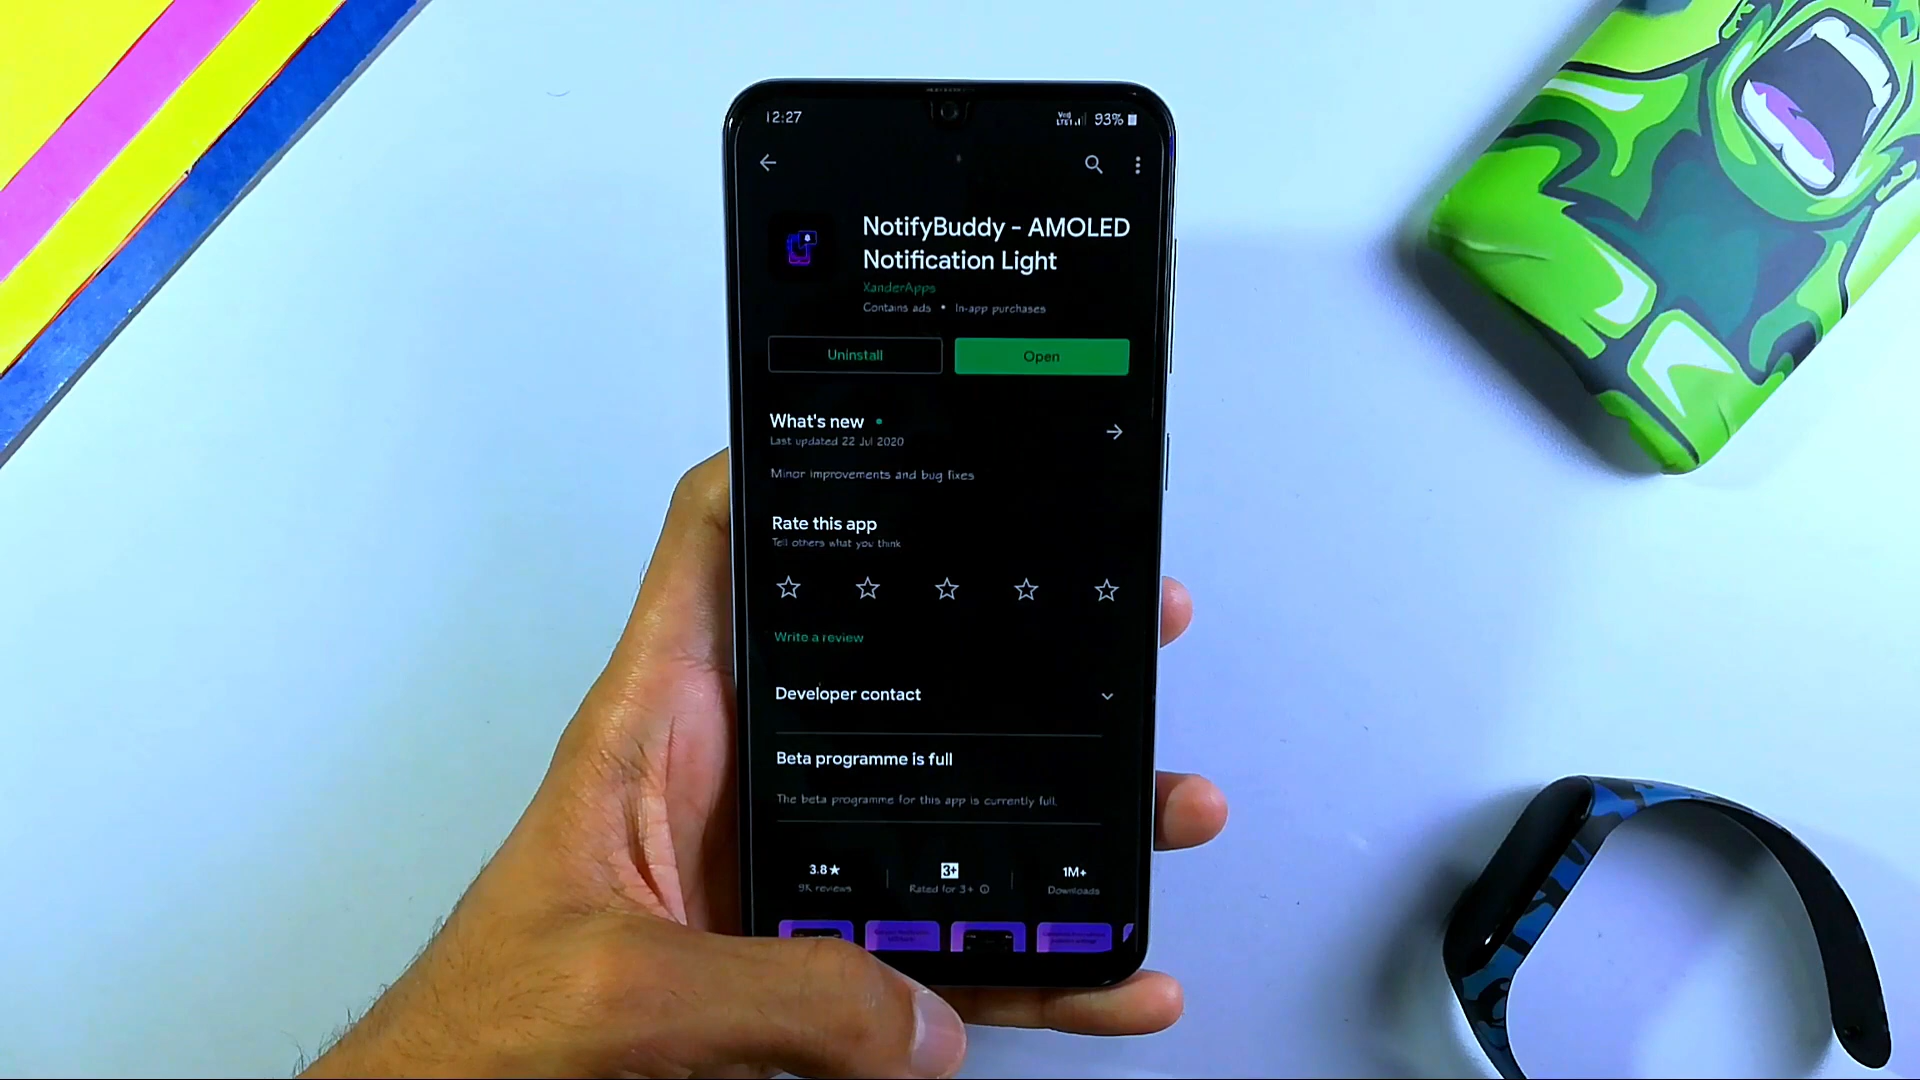 12:27
93%
NotifyBuddy - AMOLED
Notification Light
XanderApps
Contains ads • In-app purchases
Uninstall
Open
What's new
Last updated 22 Jul 2020
Minor improvements and bug fixes
Rate this app
Tell others what you think
Write a review
Developer contact
Beta programme is full
The beta programme for this app is currently full.
3.8★ 3+ 1M+
9K reviews Rated for 3+ Downloads